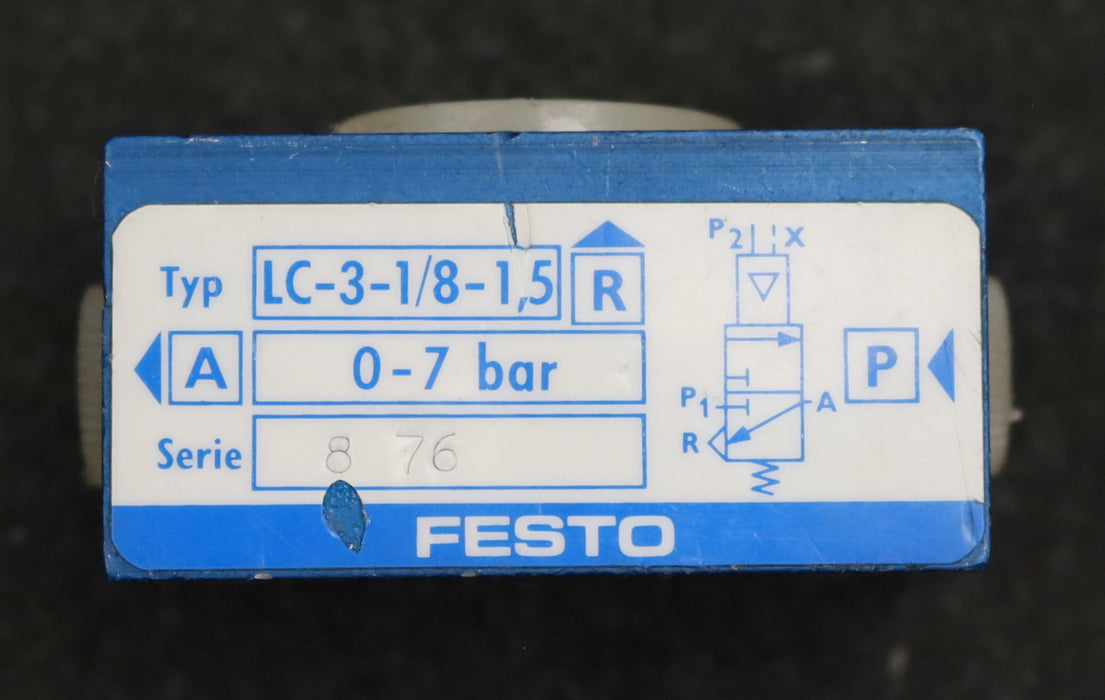 Typ LC-3-1/8-1,5 R
A 0-7 bar
Serie 8 76
P2 X
P1 A
R
P
FESTO